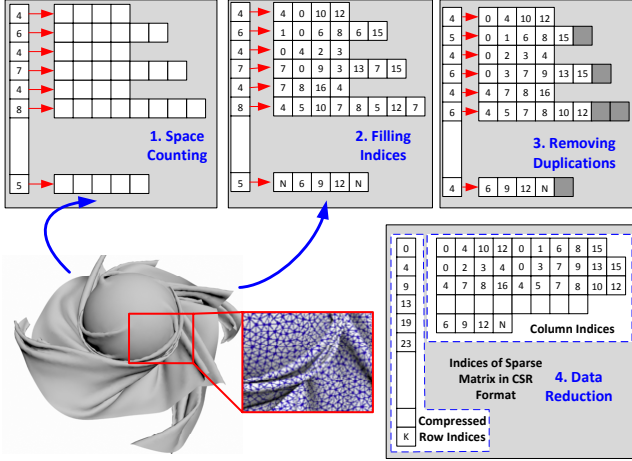 4
6
4
7
4
8
5
1. Space
Counting
4 4 0 10 12
6 1 0 6 8 6 15
4 0 4 2 3
7 7 0 9 3 13 7 15
4 7 8 16 4
8 4 5 10 7 8 5 12 7
2. Filling
Indices
5 N 6 9 12 N
4 0 4 10 12
5 0 1 6 8 15
4 0 2 3 4
6 0 3 7 9 13 15
4 4 7 8 16
6 4 5 7 8 10 12
3. Removing
Duplications
4 6 9 12 N
0 0 4 10 12 0 1 6 8 15
4 0 2 3 4 0 3 7 9 13 15
9 4 7 8 16 4 5 7 8 10 12
13
19 6 9 12 N
23
K
Column Indices
Indices of Sparse
Matrix in CSR
Format
4. Data
Reduction
Compressed
Row Indices